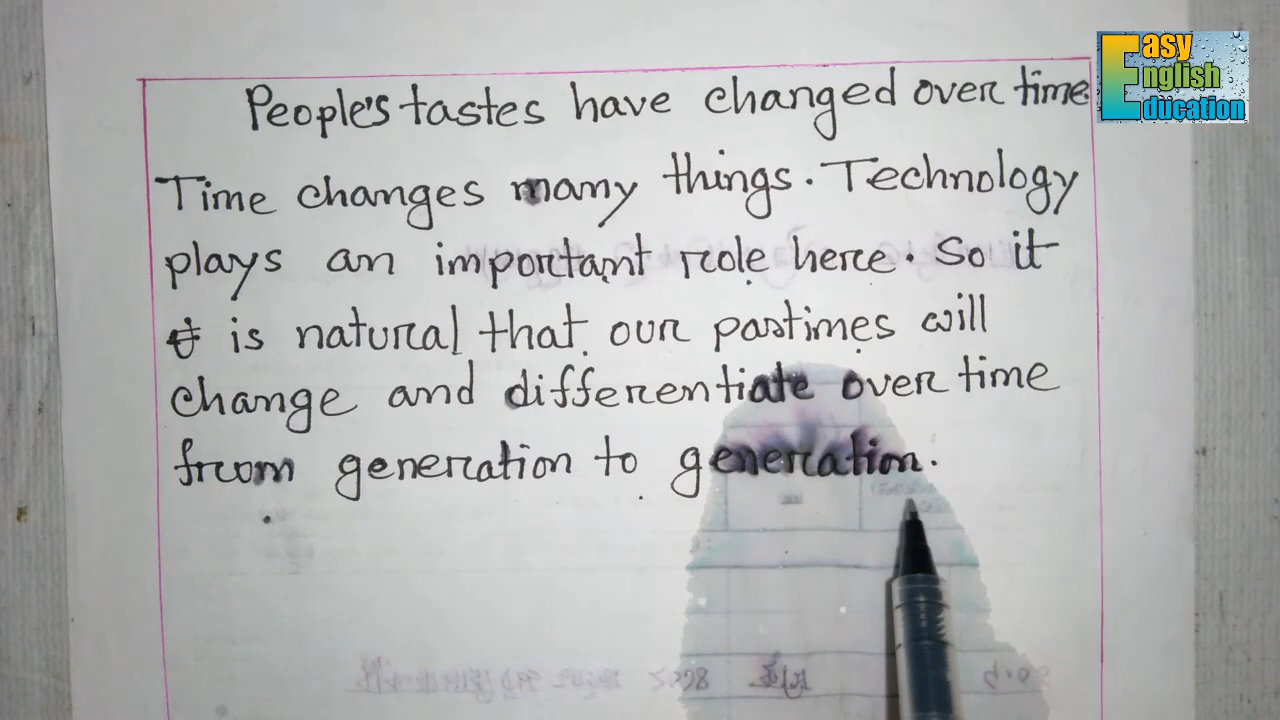 People's tastes have changed over time.
Time changes many things. Technology
plays an important role here. So it
is natural that our pastimes will
change and differentiate over time
from generation to generation.
Easy
English
Education